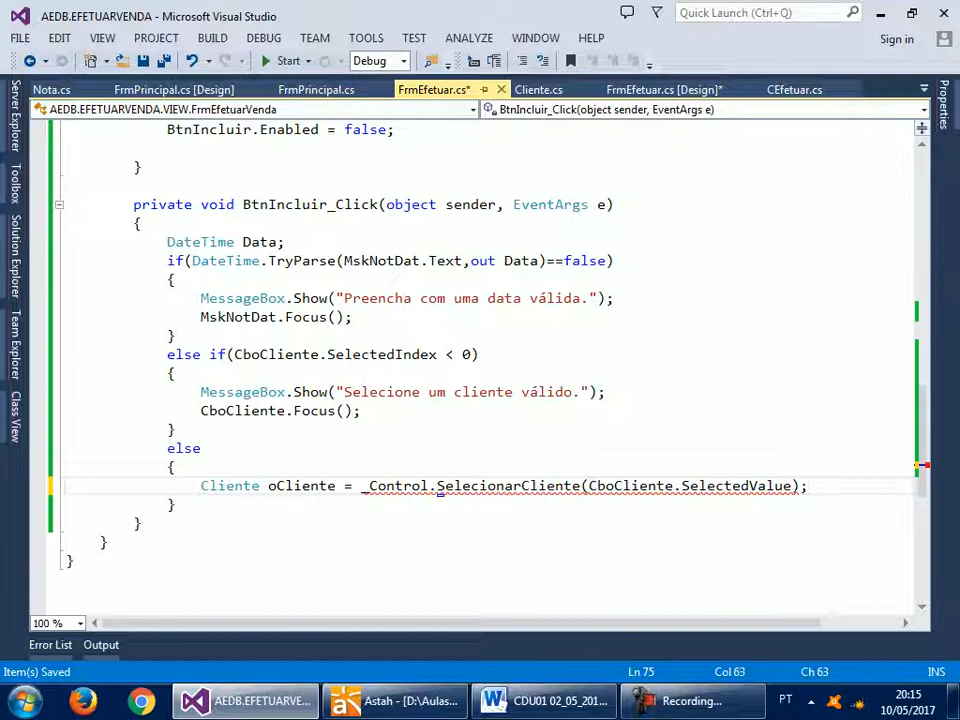 AEDB.EFETUARVENDA - Microsoft Visual Studio
Quick Launch (Ctrl+Q)
FILE EDIT VIEW PROJECT BUILD DEBUG TEAM TOOLS TEST ANALYZE WINDOW HELP
Sign in
Start Debug
Nota.cs FrmPrincipal.cs [Design] FrmPrincipal.cs FrmEfetuar.cs* Cliente.cs FrmEfetuar.cs [Design]* CEfetuar.cs
AEDB.EFETUARVENDA.VIEW.FrmEfetuarVenda BtnIncluir_Click(object sender, EventArgs e)
Server Explorer
Toolbox
Solution Explorer
Team Explorer
Class View
Properties
BtnIncluir.Enabled = false;
}
private void BtnIncluir_Click(object sender, EventArgs e)
{
DateTime Data;
if(DateTime.TryParse(MskNotDat.Text,out Data)==false)
{
MessageBox.Show("Preencha com uma data válida.");
MskNotDat.Focus();
}
else if(CboCliente.SelectedIndex < 0)
{
MessageBox.Show("Selecione um cliente válido.");
CboCliente.Focus();
}
else
{
Cliente oCliente = _Control.SelecionarCliente(CboCliente.SelectedValue);
}
}
}
}
100 %
Error List Output
Item(s) Saved Ln 75 Col 63 Ch 63 INS
AEDB.EFETUARVE... Astah - [D:\Aulas... CDU01 02_05_201... Recording... PT 20:15
10/05/2017